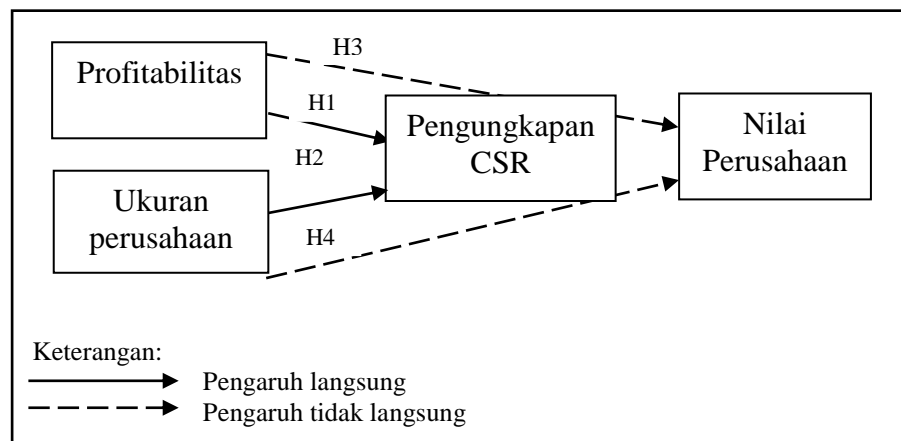 H3
Profitabilitas
H1
Pengungkapan
CSR
Nilai
Perusahaan
H2
Ukuran
perusahaan
H4
Keterangan:
Pengaruh langsung
Pengaruh tidak langsung